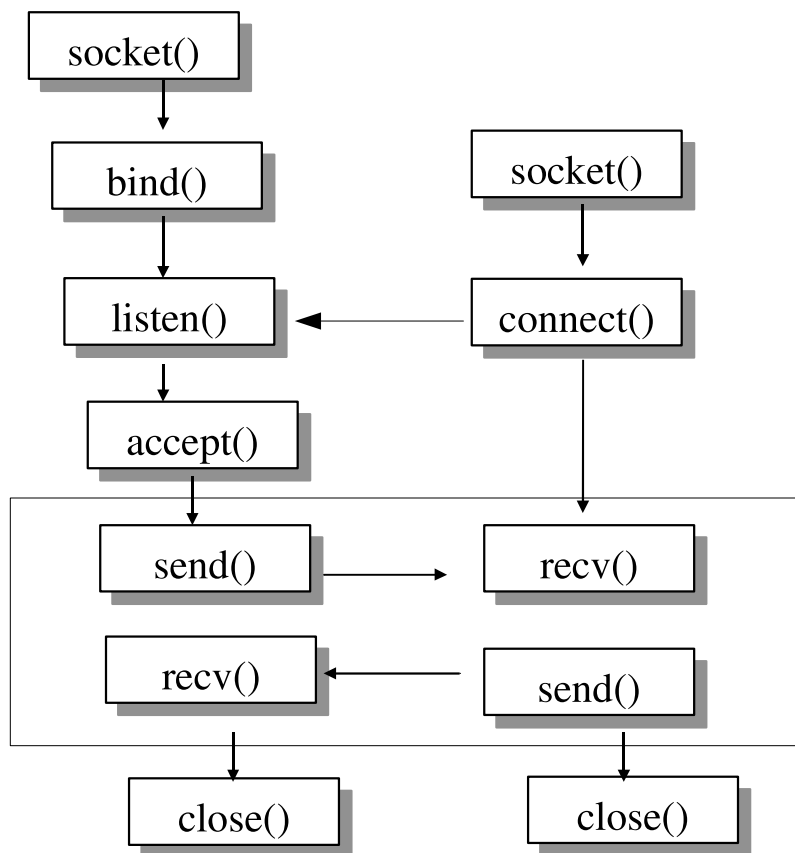 socket()
bind()
socket()
listen()
connect()
accept()
send()
recv()
recv()
send()
close()
close()